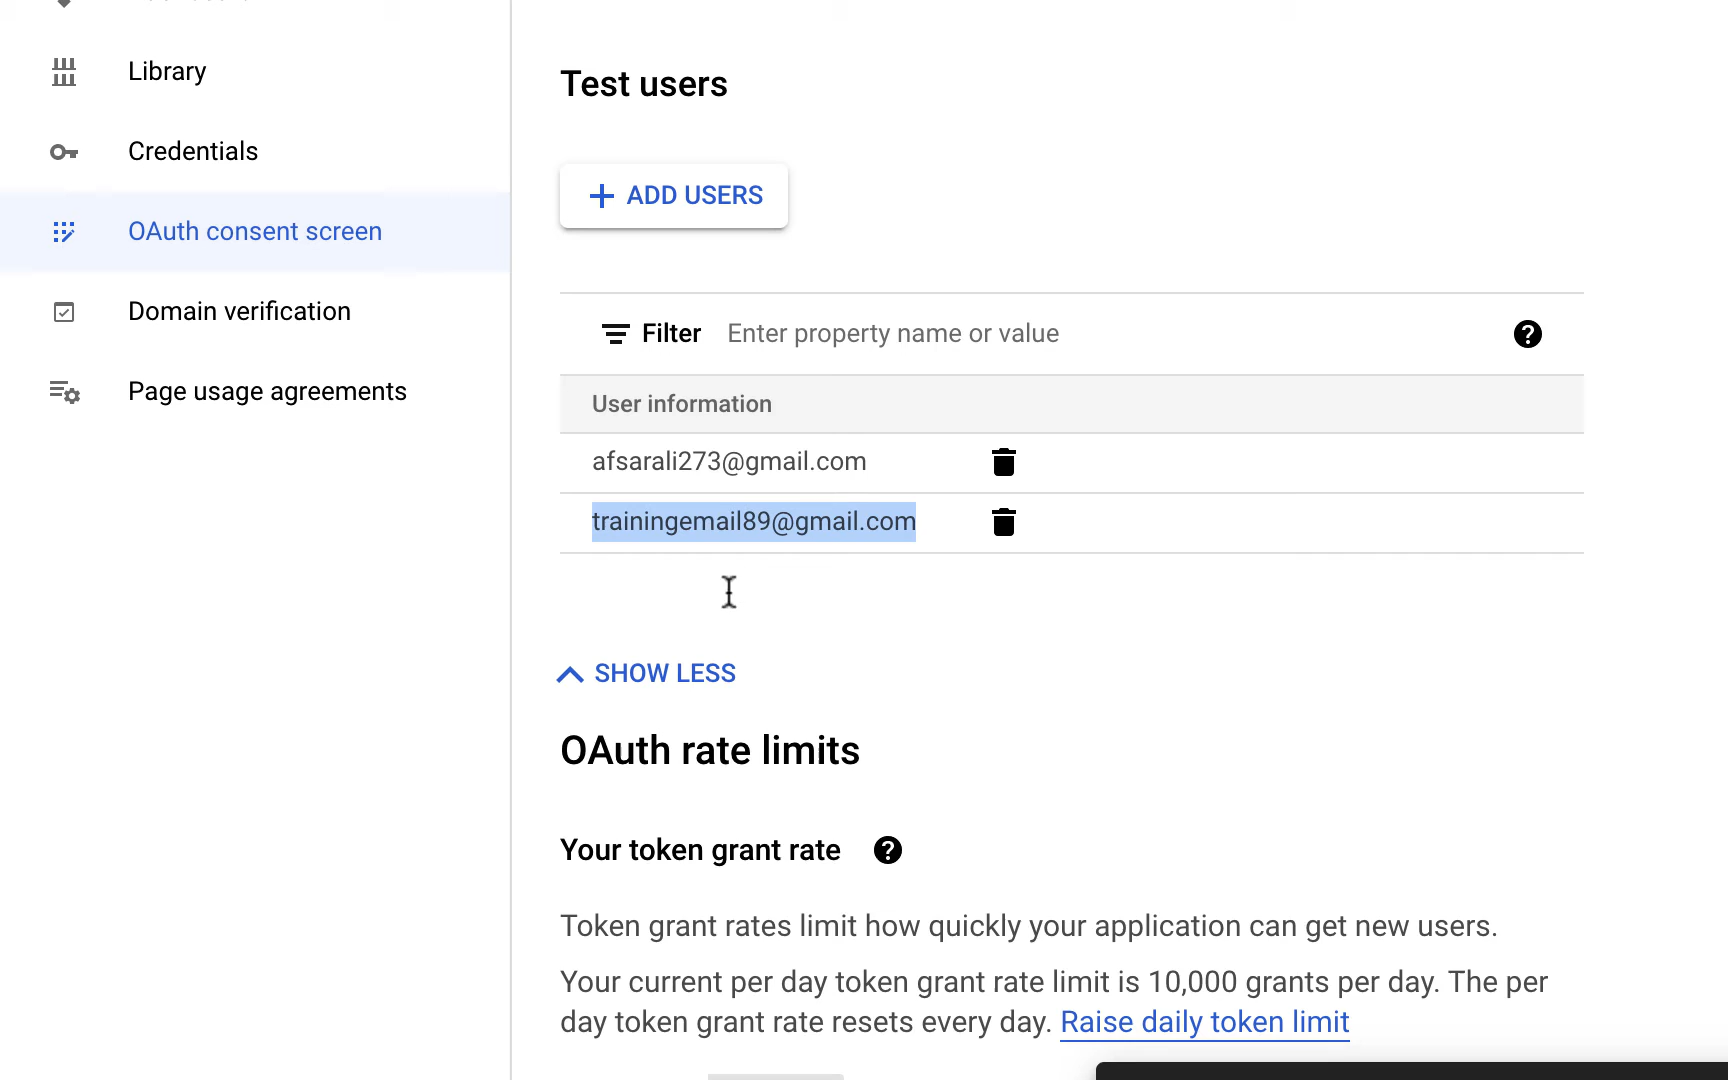 Library
Credentials
OAuth consent screen
Domain verification
Page usage agreements
Test users
ADD USERS
Filter Enter property name or value
User information
afsarali273@gmail.com
trainingemail89@gmail.com
SHOW LESS
OAuth rate limits
Your token grant rate
Token grant rates limit how quickly your application can get new users.
Your current per day token grant rate limit is 10,000 grants per day. The per
day token grant rate resets every day. Raise daily token limit